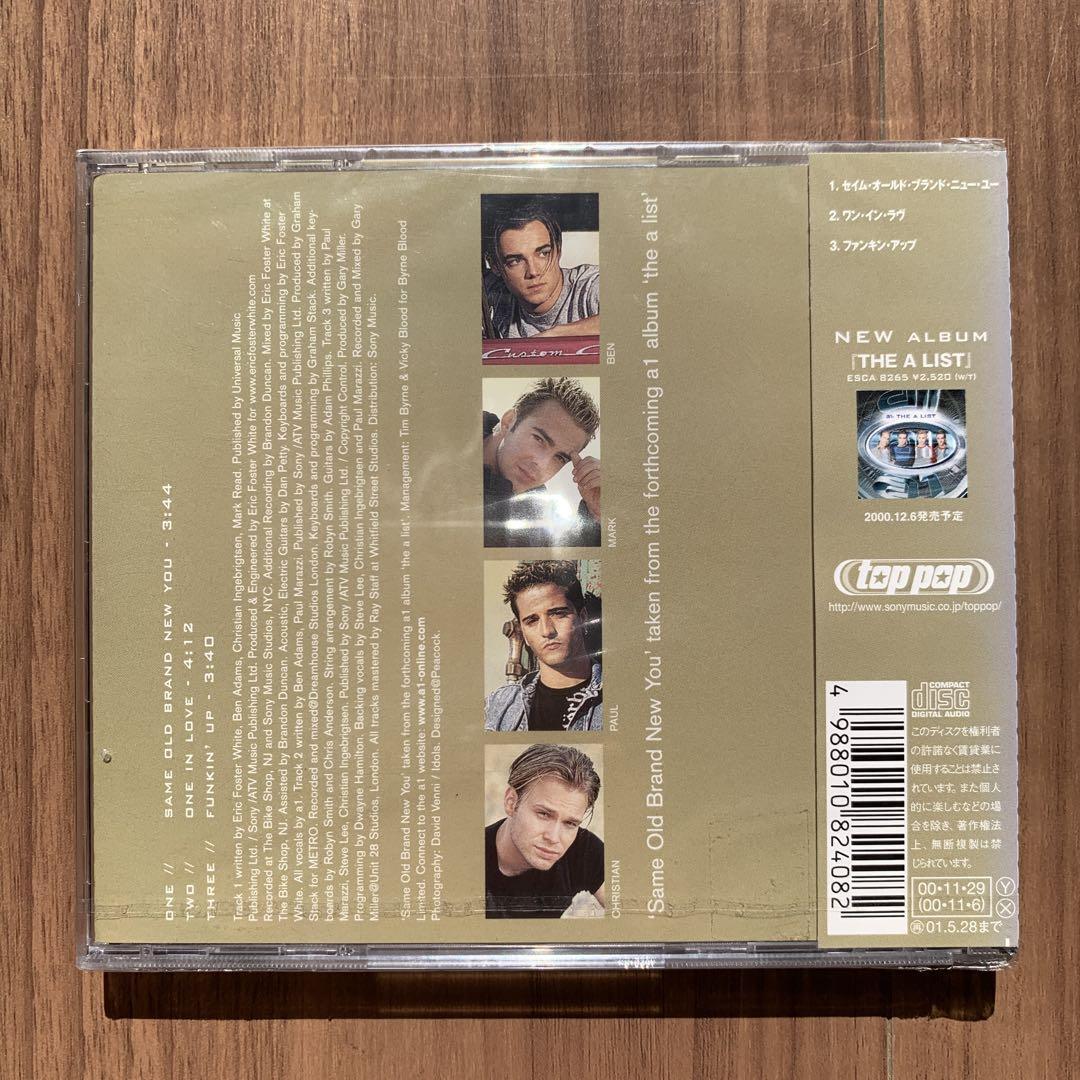 ONE // SAME OLD BRAND NEW YOU - 3:44
TWO // ONE IN LOVE - 4:12
THREE // FUNKIN' UP - 3:40
Track 1 written by Eric Foster White, Ben Adams, Christian Ingebrigtsen, Mark Read. Published by Universal Music
Publishing Ltd. / Sony /ATV Music Publishing Ltd. Produced & Engineered by Eric Foster White for www.ericfosterwhite.com
Recorded at The Bike Shop, NJ and Sony Music Studios, NYC. Additional Recording by Brandon Duncan. Mixed by Eric Foster White at
The Bike Shop, NJ. Assisted by Brandon Duncan. Acoustic, Electric Guitars by Dan Petty. Keyboards and programming by Eric Foster
White. All vocals by a1. Track 2 written by Ben Adams, Paul Marazzi. Published by Sony /ATV Music Publishing Ltd. Produced by Graham
Stack for METRO. Recorded and mixed@Dreamhouse Studios London. Keyboards and programming by Graham Stack. Additional key-
boards by Robyn Smith and Chris Anderson. String arrangement by Robyn Smith. Guitars by Adam Phillips. Track 3 written by Paul
Marazzi, Steve Lee, Christian Ingebrigtsen. Published by Sony/ATV Music Publishing Ltd. / Copyright Control. Produced by Gary Miller.
Programming by Dwayne Hamilton. Backing vocals by Steve Lee, Christian Ingebrigtsen and Paul Marazzi. Recorded and Mixed by Gary
Miller@Unit 28 Studios, London. All tracks mastered by Ray Staff at Whitfield Street Studios. Distribution: Sony Music.
'Same Old Brand New You' taken from the forthcoming a1 album 'the a list'. Management: Tim Byrne & Vicky Blood for Byrne Blood
Limited. Connect to the a1 website: www.a1-online.com
Photography: David Venni / Idols. Designed@Peacock.
Custom C
BEN
MARK
PAUL
CHRISTIAN
'Same Old Brand New You' taken from the forthcoming a1 album 'the a list'
1. セイム・オールド・ブランド・ニュー・ユー
2. ワン・イン・ラヴ
3. ファンキン・アップ
NEW ALBUM
『THE A LIST』
ESCA 8265 ¥2,520 (W/T)
a1 THE A LIST
2000.12.6発売予定
top pop
http://www.sonymusic.co.jp/toppop/
COMPACT
disc
DIGITAL AUDIO
このディスクを権利者
の許諾なく賃貸業に
使用することは禁止さ
れています。また個人
的に楽しむなどの場
合を除き、著作権法
上、無断複製は禁
じられています。
4 988010 824082
00・11・29 Ⓨ
(00・11・6) Ⓧ
再01.5.28まで